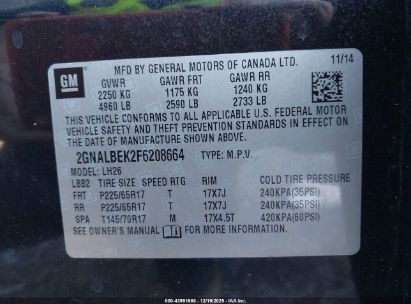 MFD BY GENERAL MOTORS OF CANADA LTD. 11/14
GM
GVWR GAWR FRT GAWR RR
2250 KG 1175 KG 1240 KG
4960 LB 2590 LB 2733 LB
THIS VEHICLE CONFORMS TO ALL APPLICABLE U.S. FEDERAL MOTOR
VEHICLE SAFETY, BUMPER, AND THEFT PREVENTION STANDARDS IN EFFECT ON
THE DATE OF MANUFACTURE SHOWN ABOVE.
2GNALBEK2F6208664 TYPE: M.P.V.
MODEL: LH26
LBB2 TIRE SIZE SPEED RTG RIM COLD TIRE PRESSURE
FRT P225/65R17 T 17X7J 240KPA(35PSI)
RR P225/65R17 T 17X7J 240KPA(35PSI)
SPA T145/70R17 M 17X4.5T 420KPA(60PSI)
SEE OWNER'S MANUAL FOR MORE INFORMATION